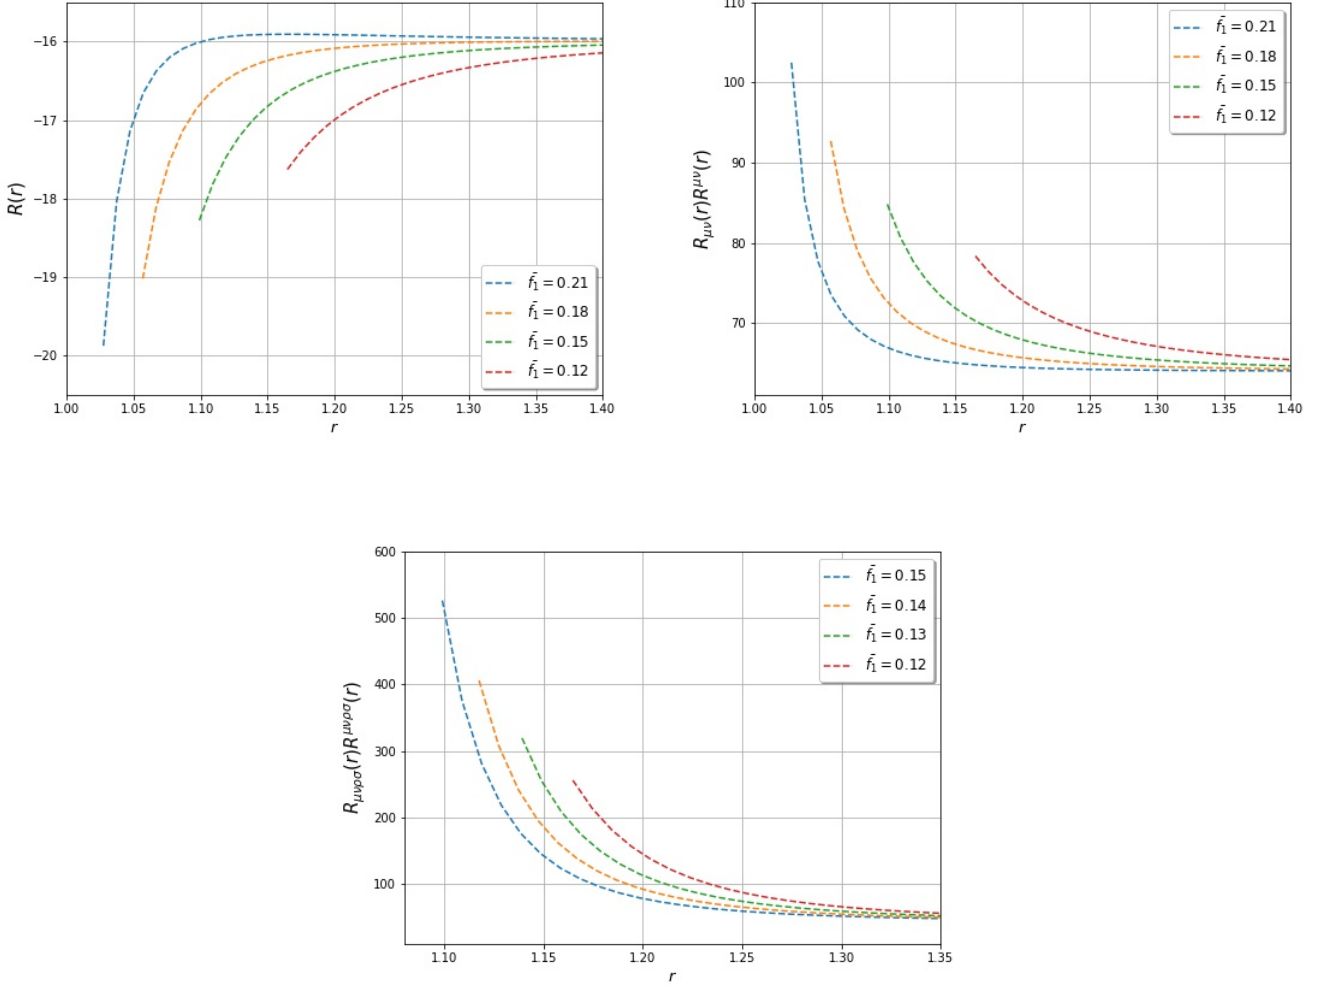 R(r)
−16
−17
−18
−19
−20
f̄₁ = 0.21
f̄₁ = 0.18
f̄₁ = 0.15
f̄₁ = 0.12
1.00 1.05 1.10 1.15 1.20 1.25 1.30 1.35 1.40
r
R_{μν}(r)R^{μν}(r)
110
100
90
80
70
f̄₁ = 0.21
f̄₁ = 0.18
f̄₁ = 0.15
f̄₁ = 0.12
1.00 1.05 1.10 1.15 1.20 1.25 1.30 1.35 1.40
r
R_{μνρσ}(r)R^{μνρσ}(r)
600
500
400
300
200
100
f̄₁ = 0.15
f̄₁ = 0.14
f̄₁ = 0.13
f̄₁ = 0.12
1.10 1.15 1.20 1.25 1.30 1.35
r